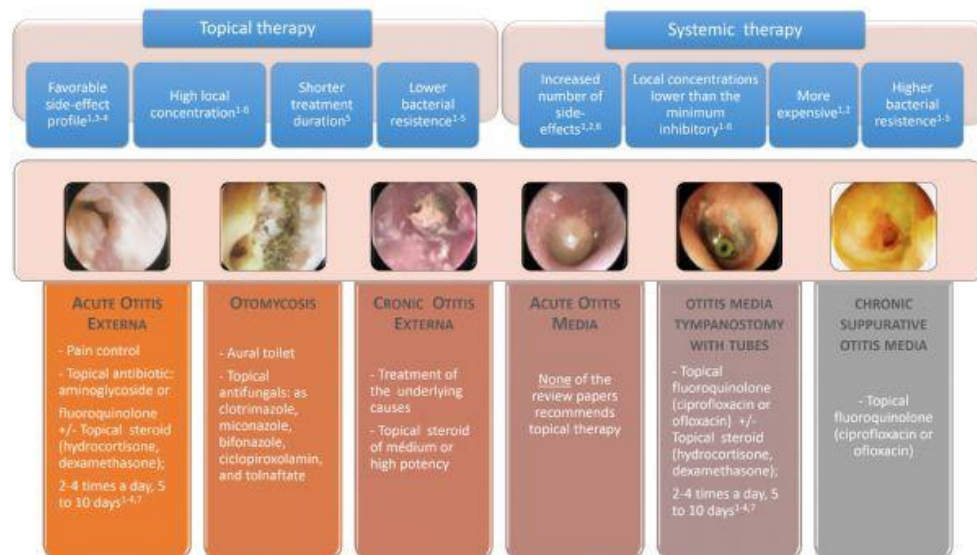 Topical therapy
Systemic therapy
Favorable
side-effect
profile1,3-4
High local
concentration1-6
Shorter
treatment
duration5
Lower
bacterial
resistence1-5
Increased
number of
side-
effects1,2,6
Local concentrations
lower than the
minimum
inhibitory1-6
More
expensive1,2
Higher
bacterial
resistence1-5
ACUTE OTITIS
EXTERNA
- Pain control
- Topical antibiotic:
aminoglycoside or
fluoroquinolone
+/- Topical steroid
(hydrocortisone,
dexamethasone);
2-4 times a day, 5
to 10 days1-4,7
OTOMYCOSIS
- Aural toilet
- Topical
antifungals: as
clotrimazole,
miconazole,
bifonazole,
ciclopiroxolamin,
and tolnaftate
CRONIC OTITIS
EXTERNA
- Treatment of
the underlying
causes
- Topical steroid
of médium or
high potency
ACUTE OTITIS
MEDIA
None of the
review papers
recommends
topical therapy
OTITIS MEDIA
TYMPANOSTOMY
WITH TUBES
- Topical
fluoroquinolone
(ciprofloxacin or
ofloxacin) +/-
Topical steroid
(hydrocortisone,
dexamethasone);
2-4 times a day, 5
to 10 days1-4,7
CHRONIC
SUPPURATIVE
OTITIS MEDIA
- Topical
fluoroquinolone
(ciprofloxacin or
ofloxacin)